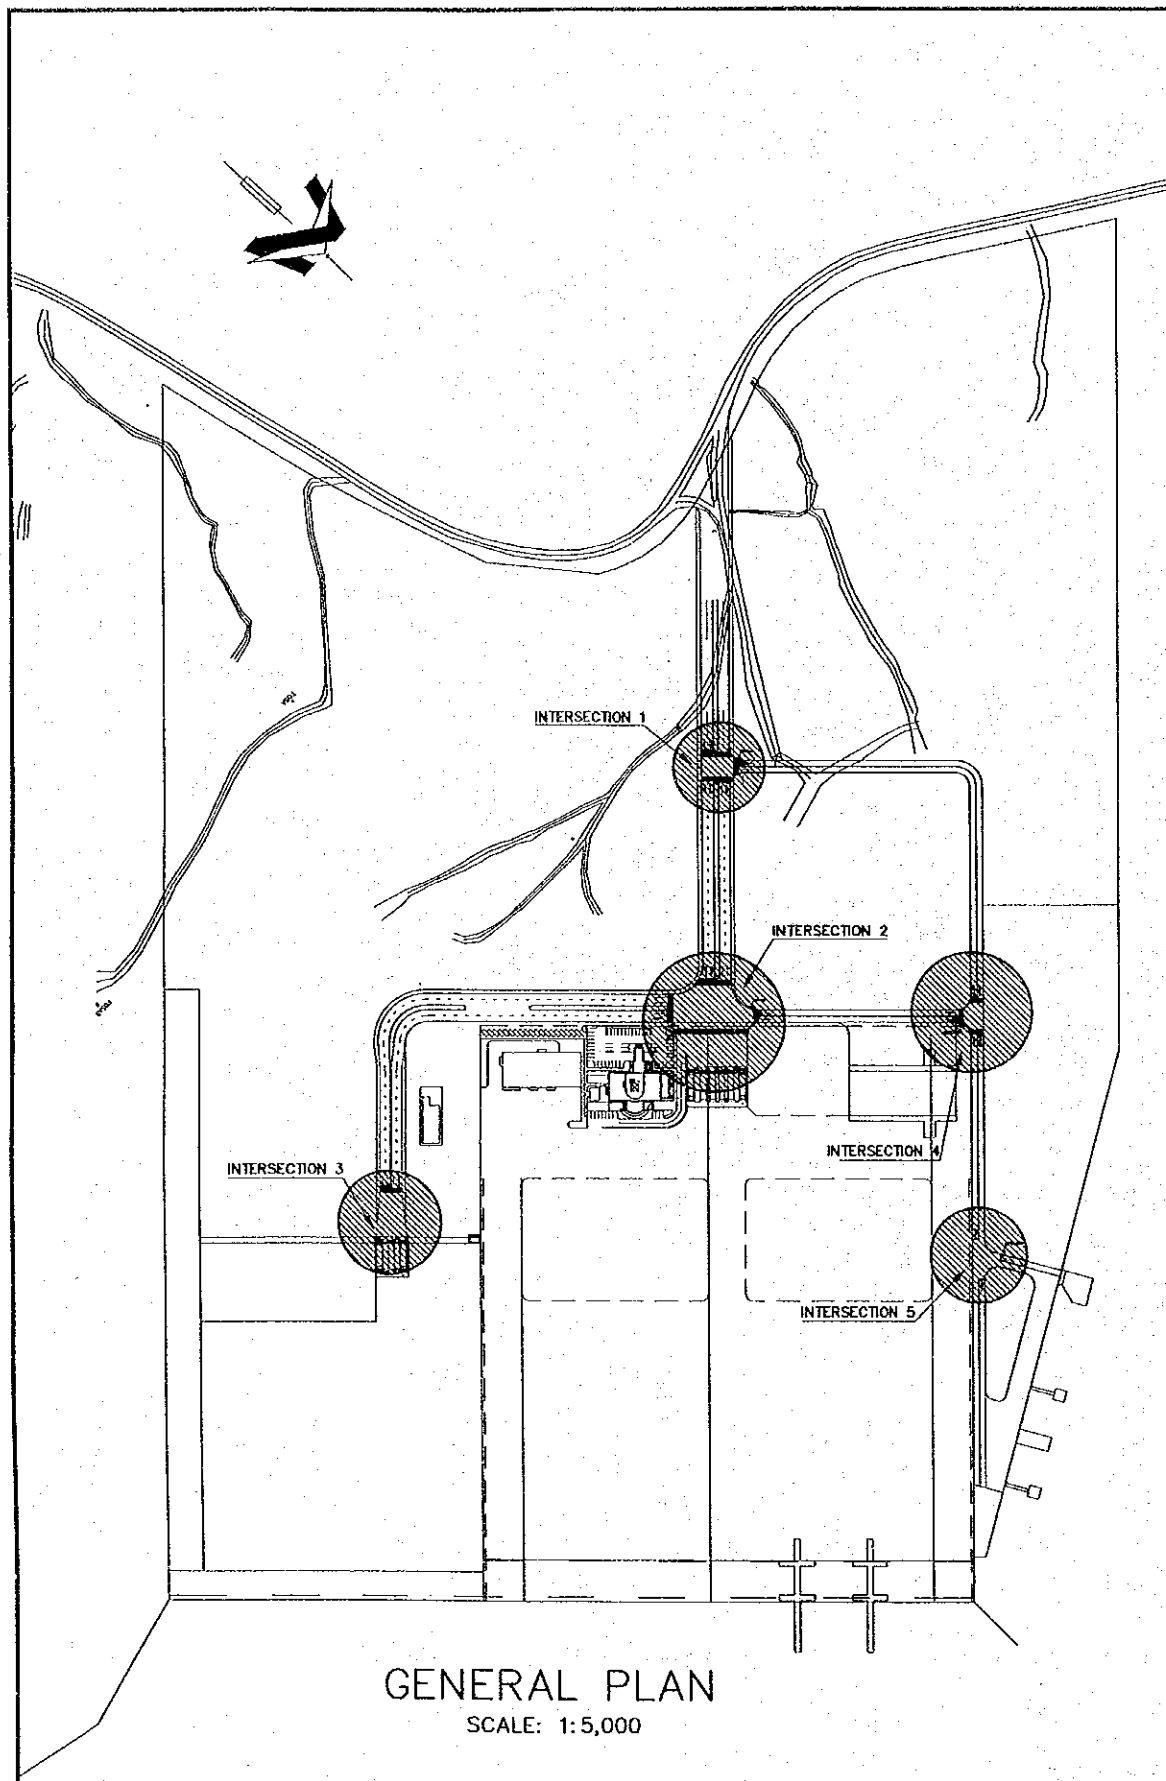 INTERSECTION 1
INTERSECTION 2
INTERSECTION 3
INTERSECTION 4
INTERSECTION 5
GENERAL PLAN
SCALE: 1:5,000